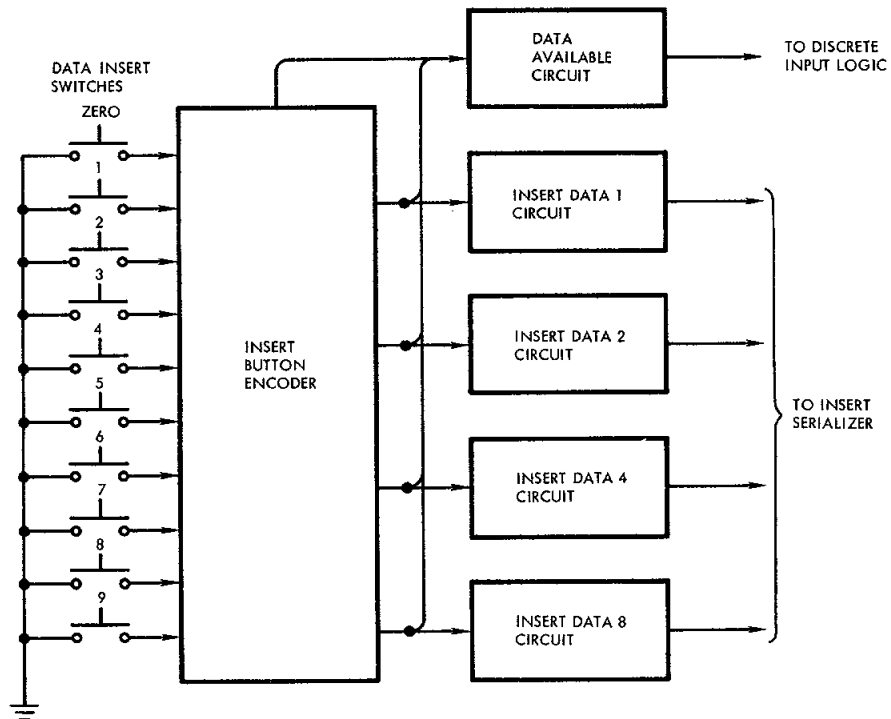 DATA INSERT
SWITCHES
ZERO
1
2
3
4
5
6
7
8
9
INSERT
BUTTON
ENCODER
DATA
AVAILABLE
CIRCUIT
TO DISCRETE
INPUT LOGIC
INSERT DATA 1
CIRCUIT
INSERT DATA 2
CIRCUIT
INSERT DATA 4
CIRCUIT
INSERT DATA 8
CIRCUIT
TO INSERT
SERIALIZER